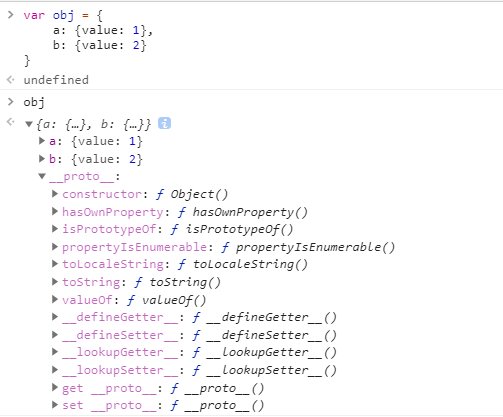 var obj = {
a: {value: 1},
b: {value: 2}
}
undefined
obj
{a: {…}, b: {…}} i
a: {value: 1}
b: {value: 2}
__proto__:
constructor: ƒ Object()
hasOwnProperty: ƒ hasOwnProperty()
isPrototypeOf: ƒ isPrototypeOf()
propertyIsEnumerable: ƒ propertyIsEnumerable()
toLocaleString: ƒ toLocaleString()
toString: ƒ toString()
valueOf: ƒ valueOf()
__defineGetter__: ƒ __defineGetter__()
__defineSetter__: ƒ __defineSetter__()
__lookupGetter__: ƒ __lookupGetter__()
__lookupSetter__: ƒ __lookupSetter__()
get __proto__: ƒ __proto__()
set __proto__: ƒ __proto__()